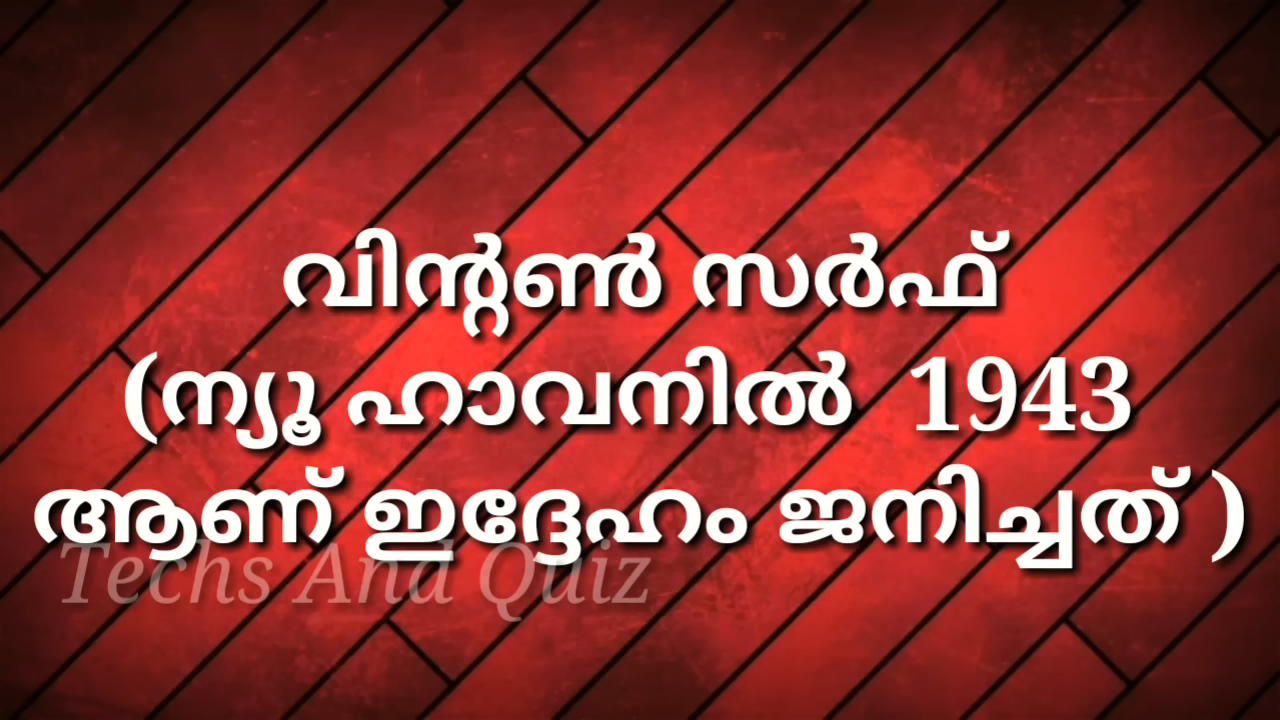 വിന്റൺ സർഫ്
(ന്യൂ ഹാവനിൽ 1943
ആണ് ഇദ്ദേഹം ജനിച്ചത് )
Techs And Quiz